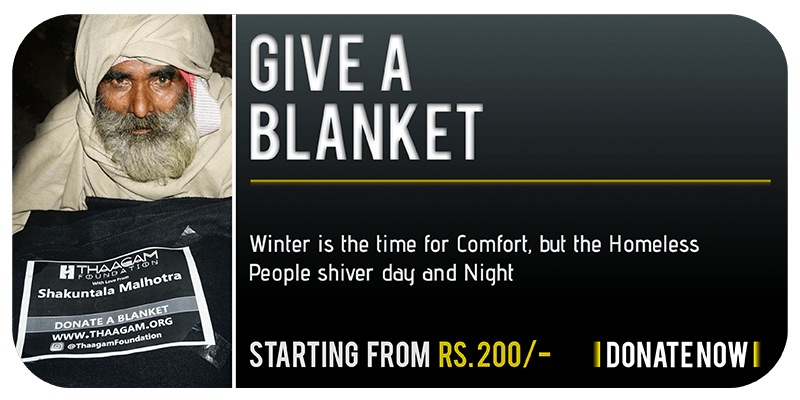 GIVE A
BLANKET
Winter is the time for Comfort, but the Homeless
People shiver day and Night
STARTING FROM RS. 200/-
DONATE NOW
THAAGAM
FOUNDATION
With Love From
Shakuntala Malhotra
DONATE A BLANKET
WWW.THAAGAM.ORG
@ThaagamFoundation